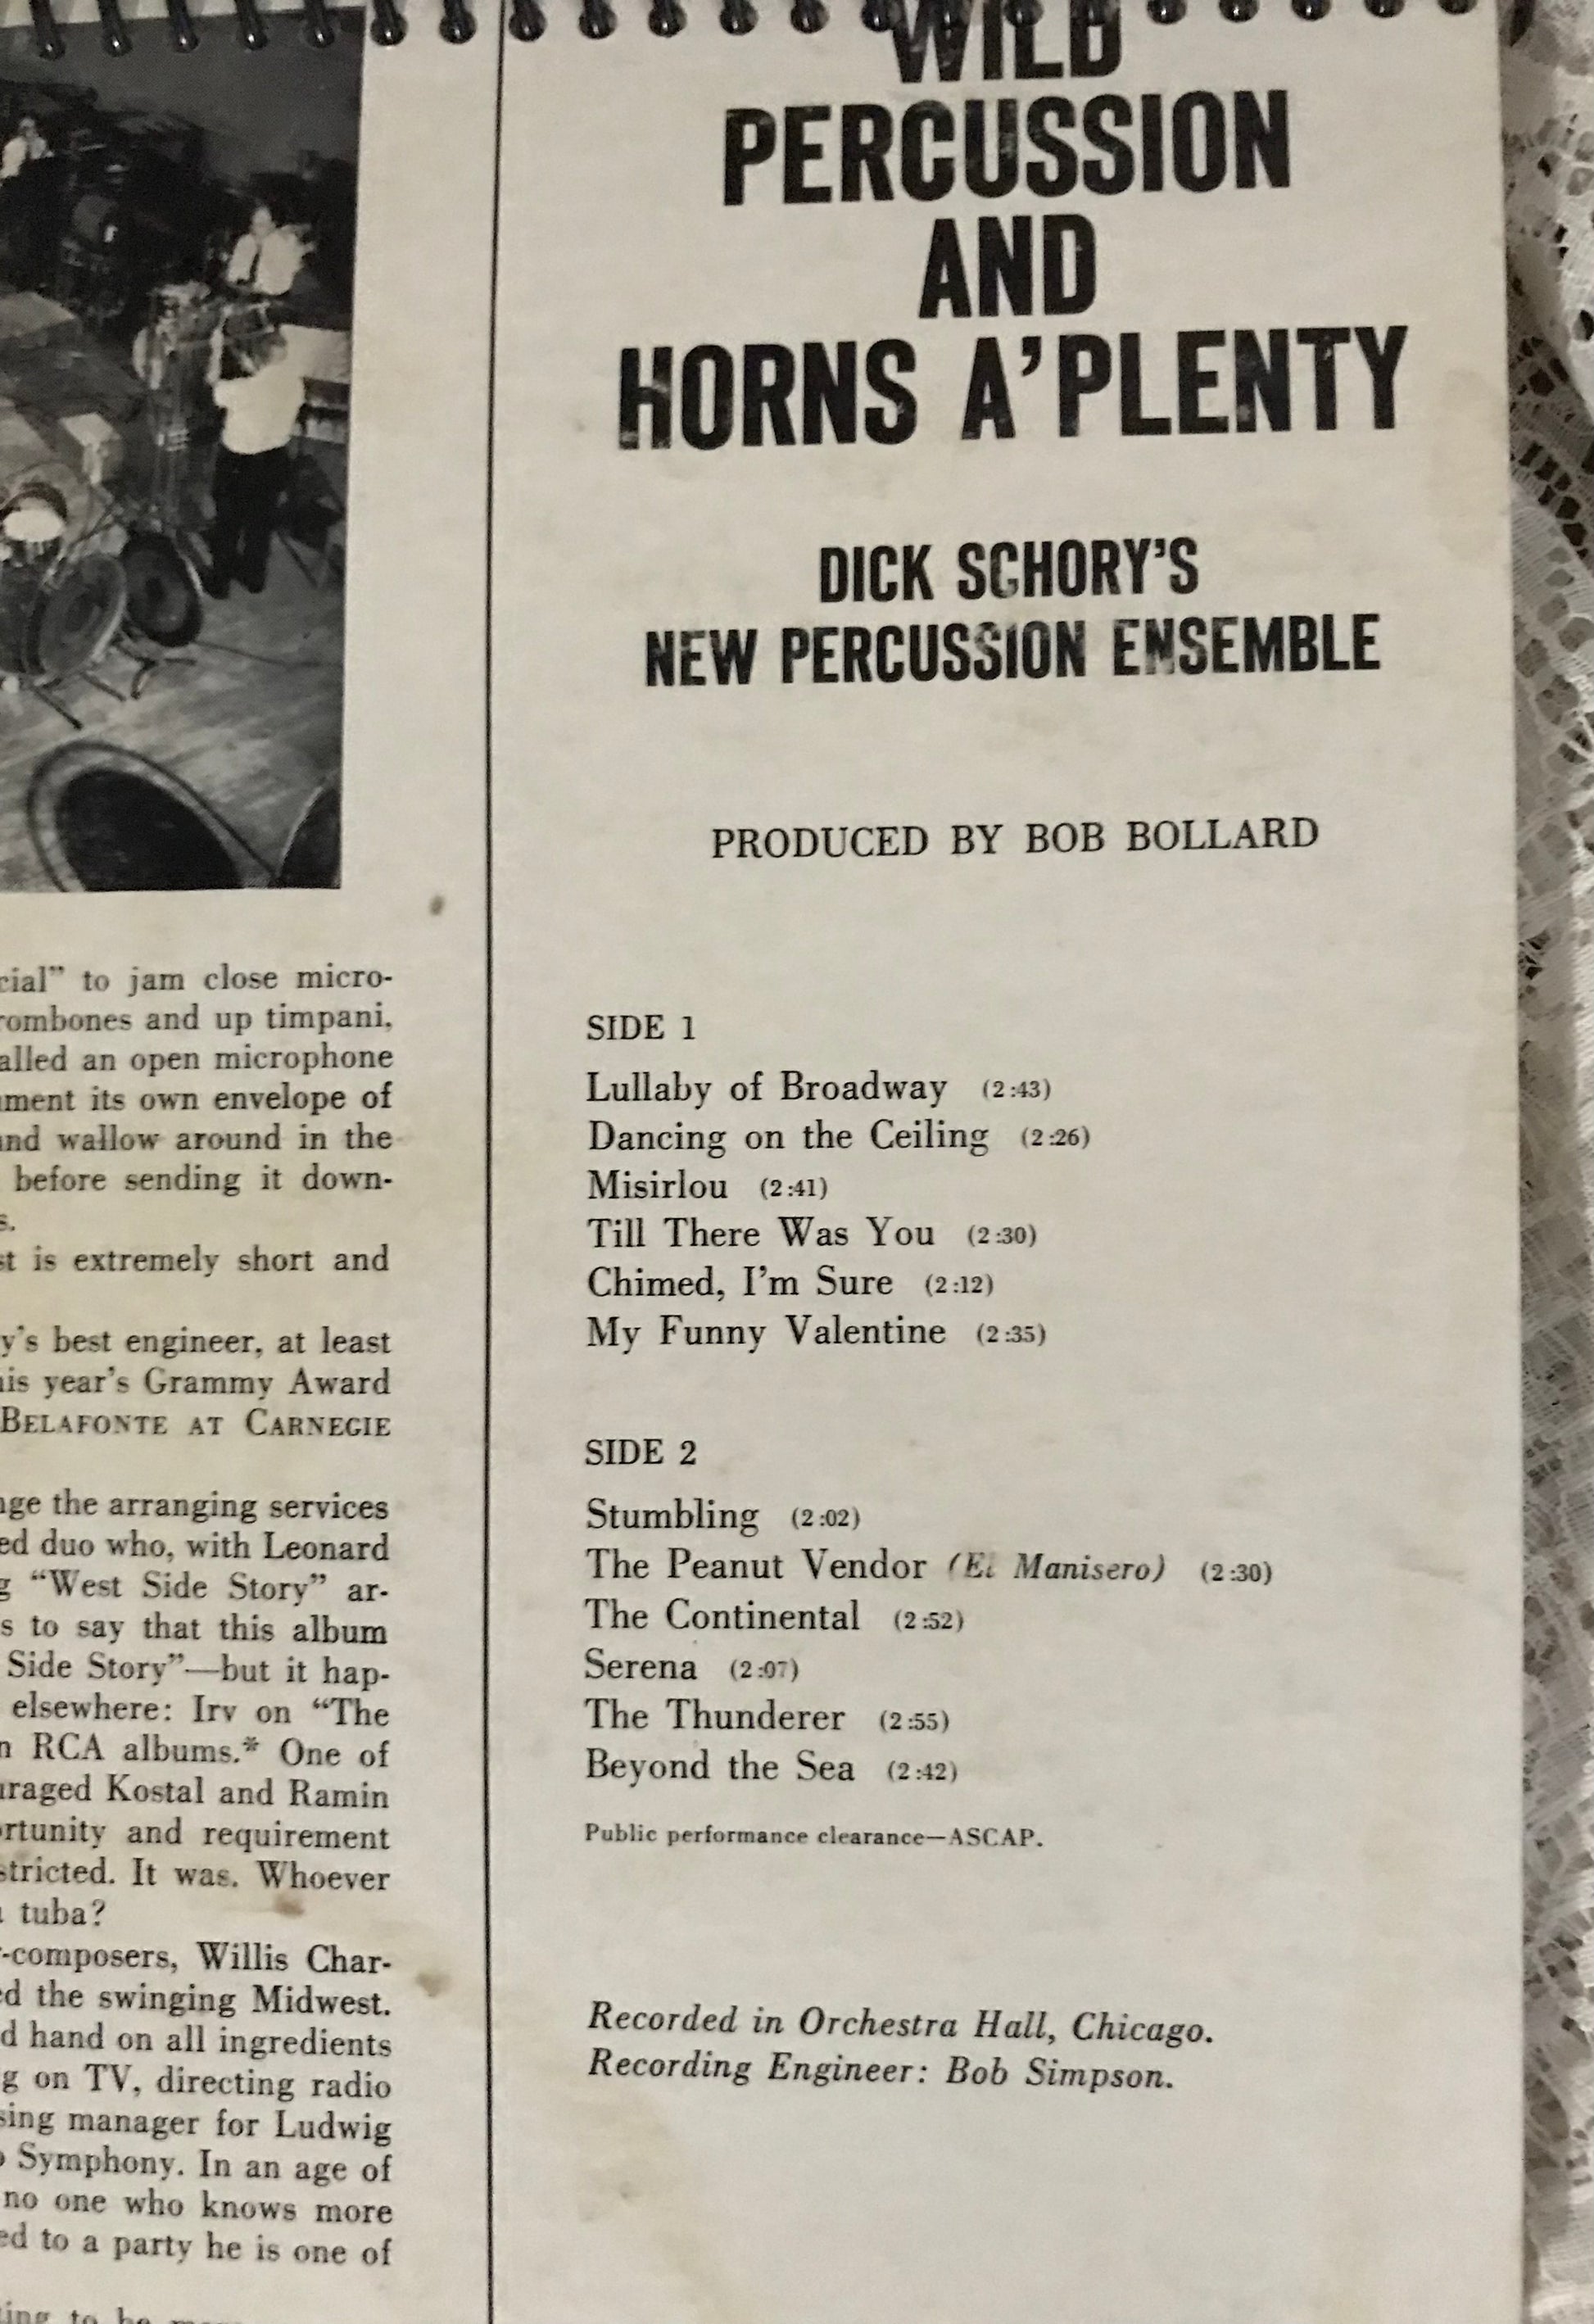 WILD
PERCUSSION
AND
HORNS A'PLENTY
DICK SCHORY'S
NEW PERCUSSION ENSEMBLE
PRODUCED BY BOB BOLLARD
SIDE 1
Lullaby of Broadway (2:43)
Dancing on the Ceiling (2:26)
Misirlou (2:41)
Till There Was You (2:30)
Chimed, I'm Sure (2:12)
My Funny Valentine (2:35)
SIDE 2
Stumbling (2:02)
The Peanut Vendor (El Manisero) (2:30)
The Continental (2:52)
Serena (2:07)
The Thunderer (2:55)
Beyond the Sea (2:42)
Public performance clearance—ASCAP.
Recorded in Orchestra Hall, Chicago.
Recording Engineer: Bob Simpson.
cial” to jam close micro-
rombones and up timpani,
alled an open microphone
ment its own envelope of
nd wallow around in the
before sending it down-
s.
st is extremely short and
y's best engineer, at least
is year's Grammy Award
BELAFONTE AT CARNEGIE
nge the arranging services
ed duo who, with Leonard
g “West Side Story” ar-
s to say that this album
Side Story”—but it hap-
elsewhere: Irv on “The
n RCA albums.* One of
uraged Kostal and Ramin
rtunity and requirement
stricted. It was. Whoever
tuba?
-composers, Willis Char-
ed the swinging Midwest.
d hand on all ingredients
g on TV, directing radio
sing manager for Ludwig
o Symphony. In an age of
no one who knows more
ed to a party he is one of